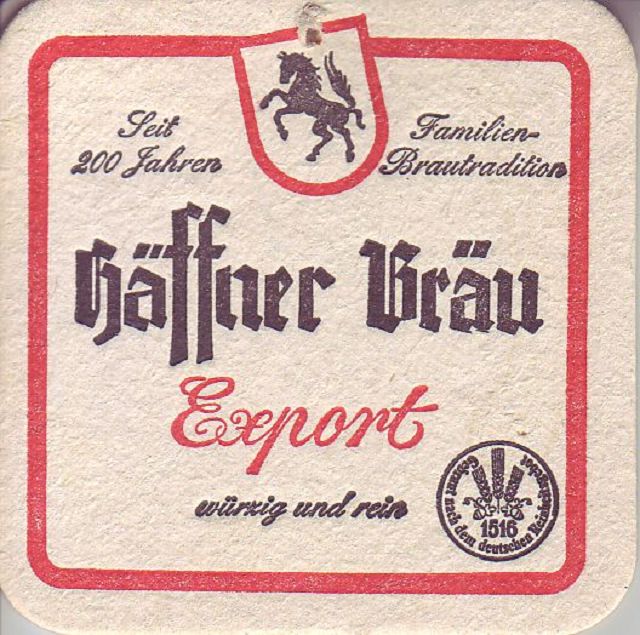 Seit
200 Jahren
Familien-
Brautradition
Häffner Bräu
Export
würzig und rein
1516
Gebraut nach dem deutschen Reinheitsgebot